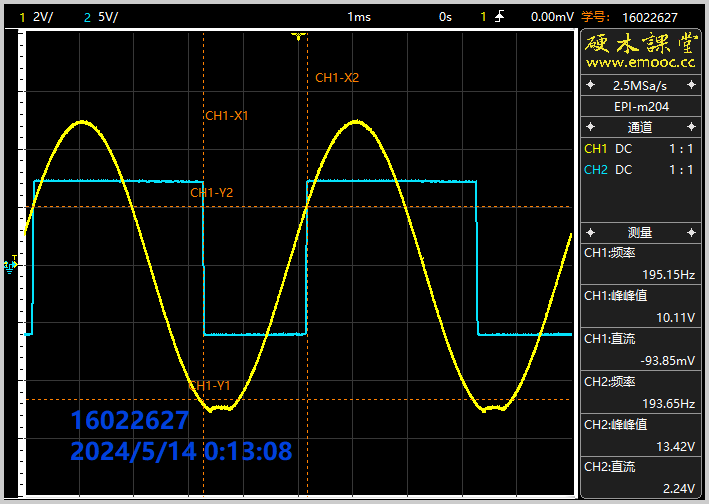 1 2V/ 2 5V/ 1ms 0s 1 0.00mV 学号: 16022627
硬木課堂
www.emooc.cc
2.5MSa/s
EPI-m204
通道
CH1 DC 1 : 1
CH2 DC 1 : 1
测量
CH1:频率
195.15Hz
CH1:峰峰值
10.11V
CH1:直流
-93.85mV
CH2:频率
193.65Hz
CH2:峰峰值
13.42V
CH2:直流
2.24V
CH1-X2
CH1-X1
CH1-Y2
T
CH1-Y1
16022627
2024/5/14 0:13:08